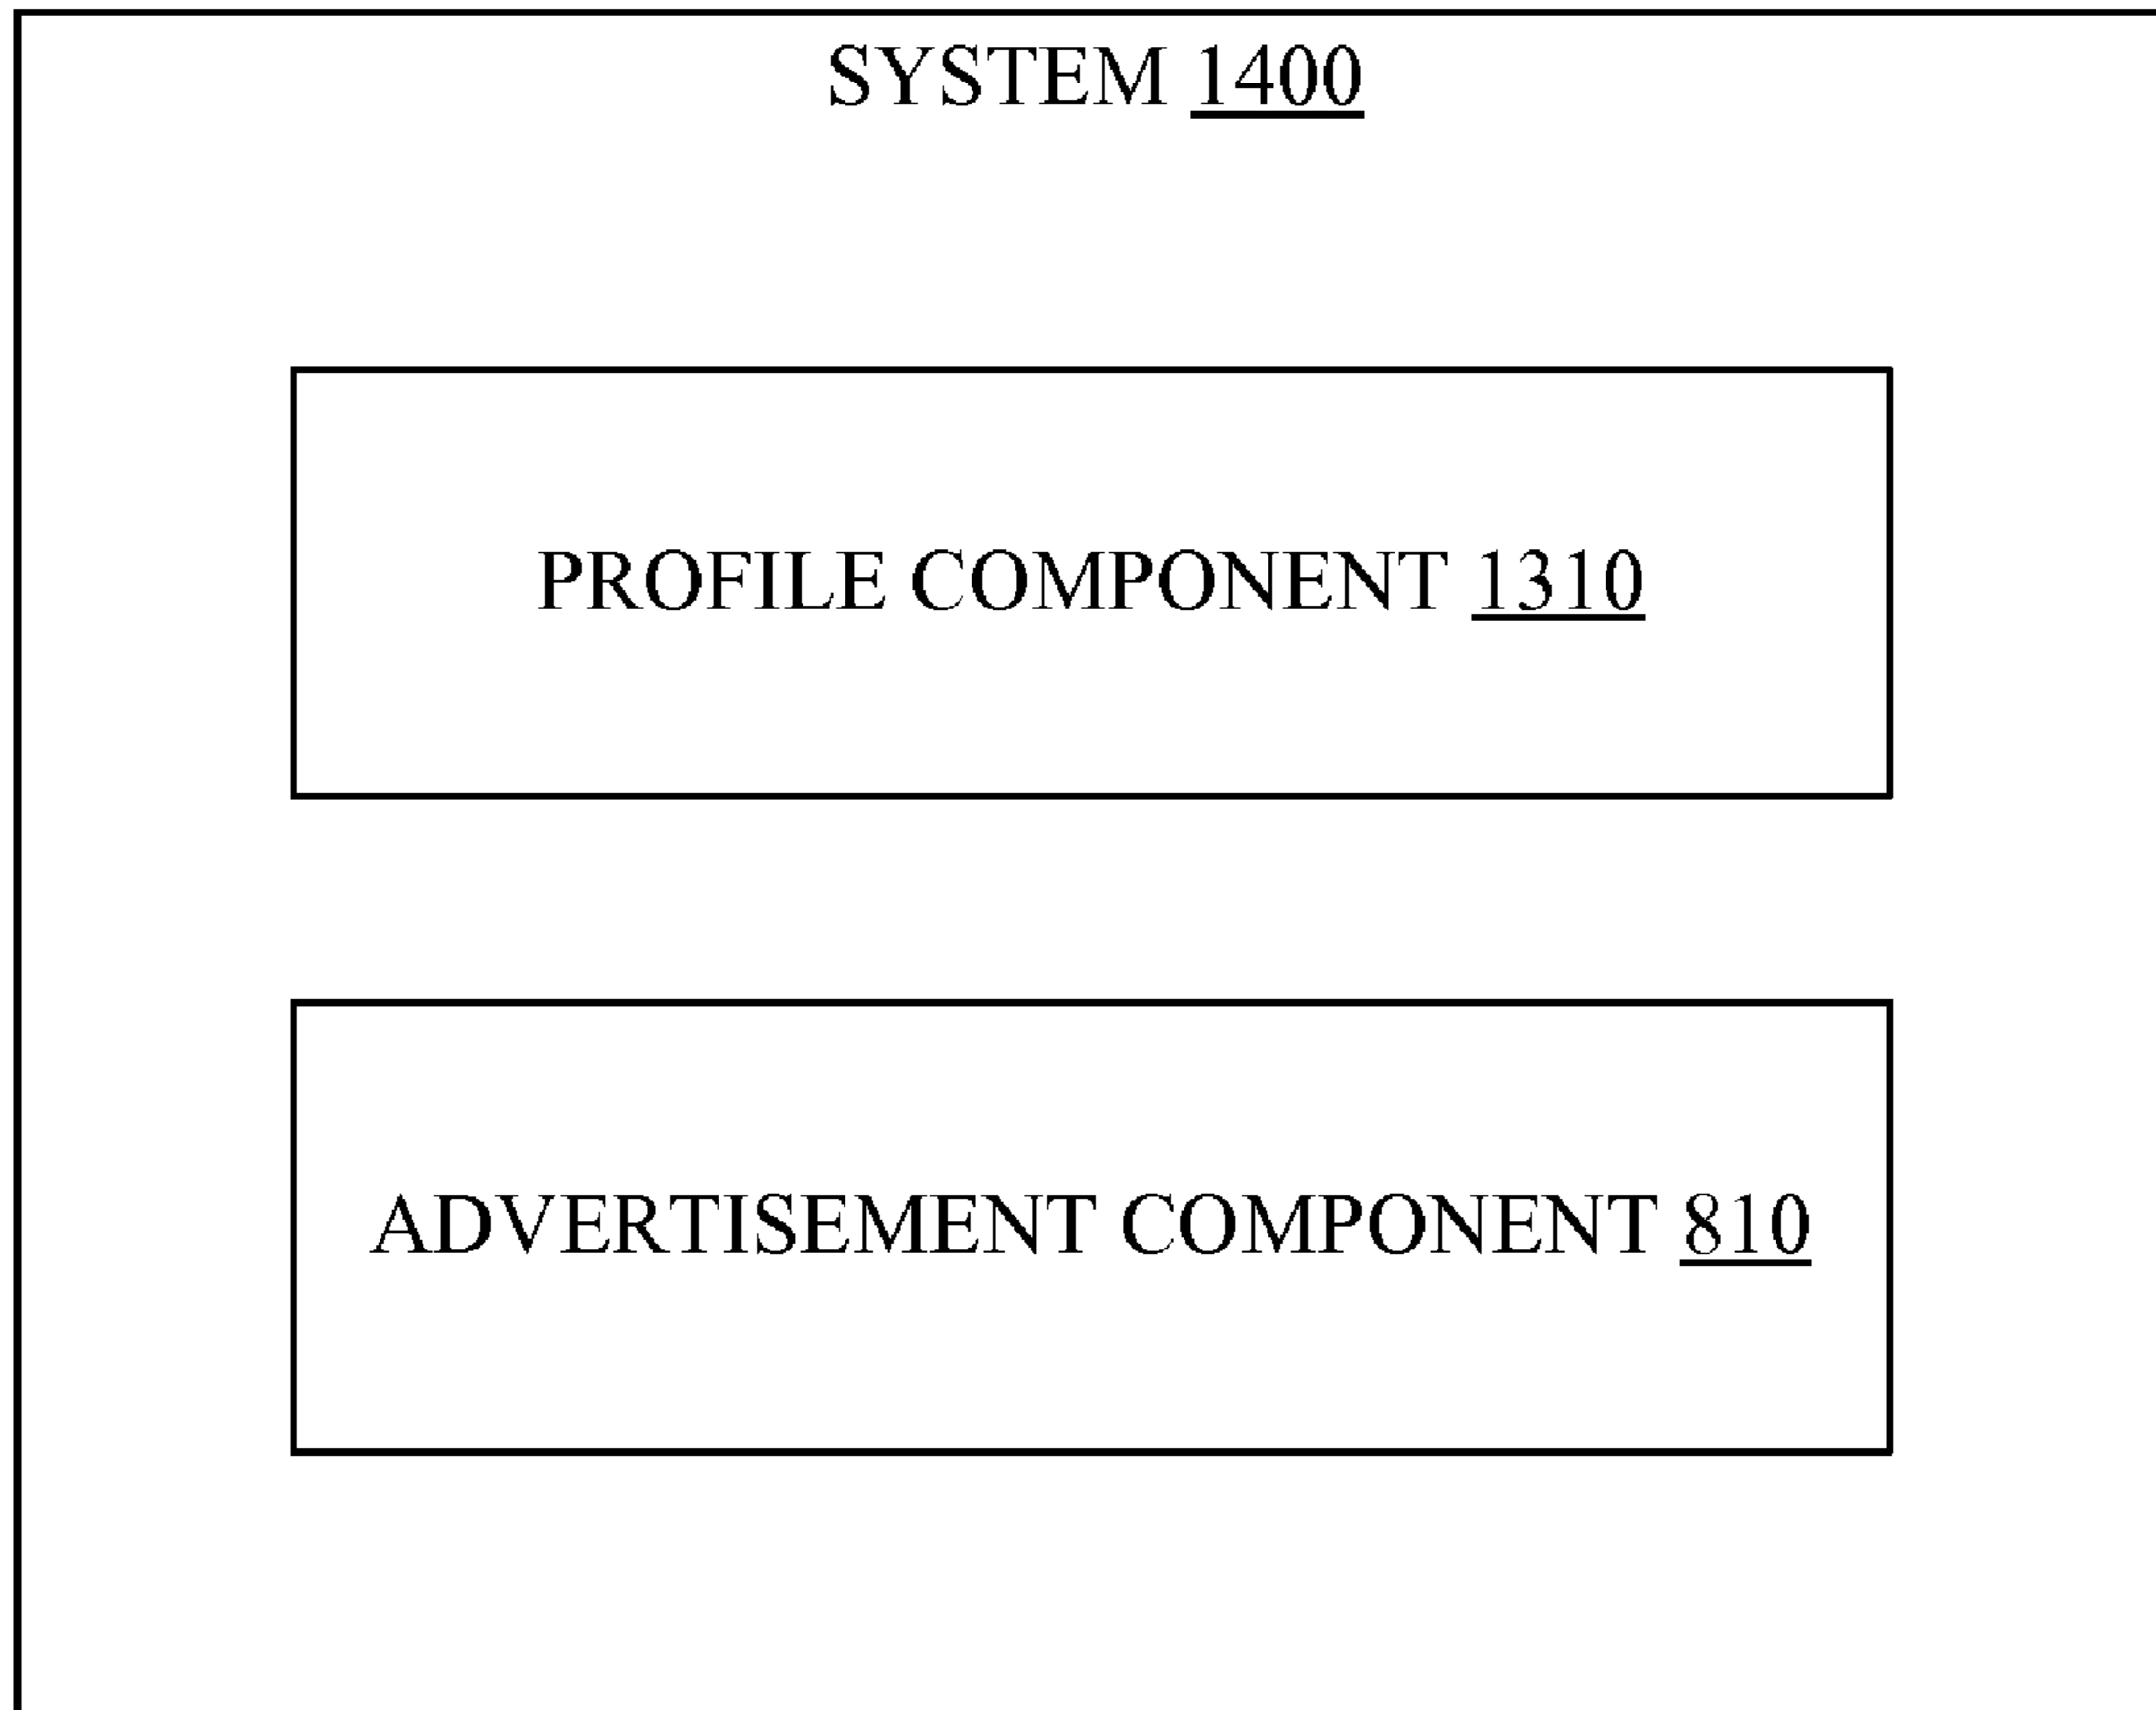 SYSTEM 1400
PROFILE COMPONENT 1310
ADVERTISEMENT COMPONENT 810